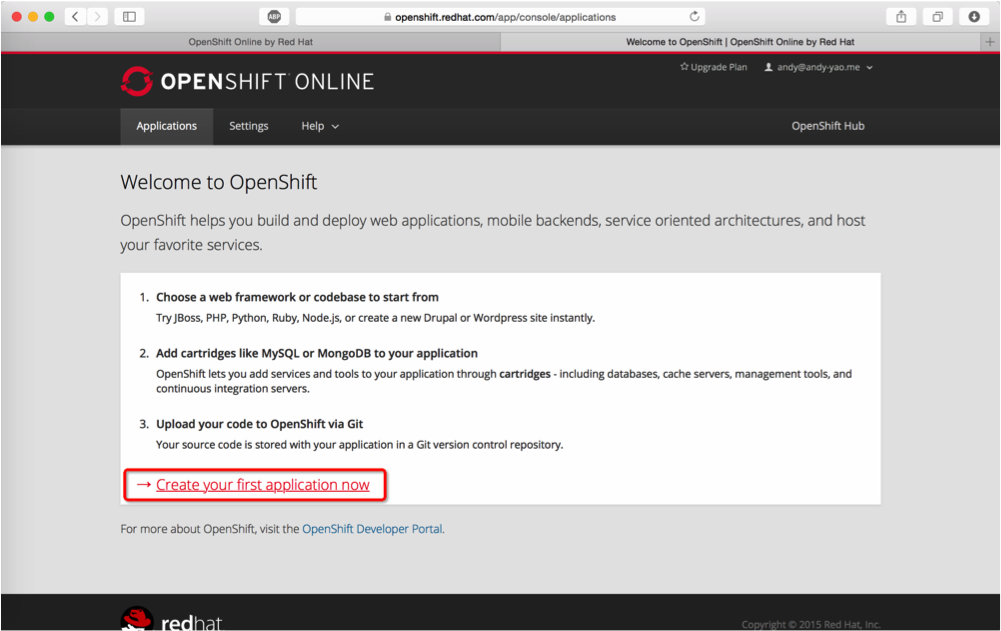 ABP
openshift.redhat.com/app/console/applications
OpenShift Online by Red Hat
Welcome to OpenShift | OpenShift Online by Red Hat
Upgrade Plan
andy@andy-yao.me
OPENSHIFT ONLINE
Applications
Settings
Help
OpenShift Hub
Welcome to OpenShift
OpenShift helps you build and deploy web applications, mobile backends, service oriented architectures, and host
your favorite services.
1. Choose a web framework or codebase to start from
Try JBoss, PHP, Python, Ruby, Node.js, or create a new Drupal or Wordpress site instantly.
2. Add cartridges like MySQL or MongoDB to your application
OpenShift lets you add services and tools to your application through cartridges - including databases, cache servers, management tools, and
continuous integration servers.
3. Upload your code to OpenShift via Git
Your source code is stored with your application in a Git version control repository.
→ Create your first application now
For more about OpenShift, visit the OpenShift Developer Portal.
redhat.
Copyright © 2015 Red Hat, Inc.